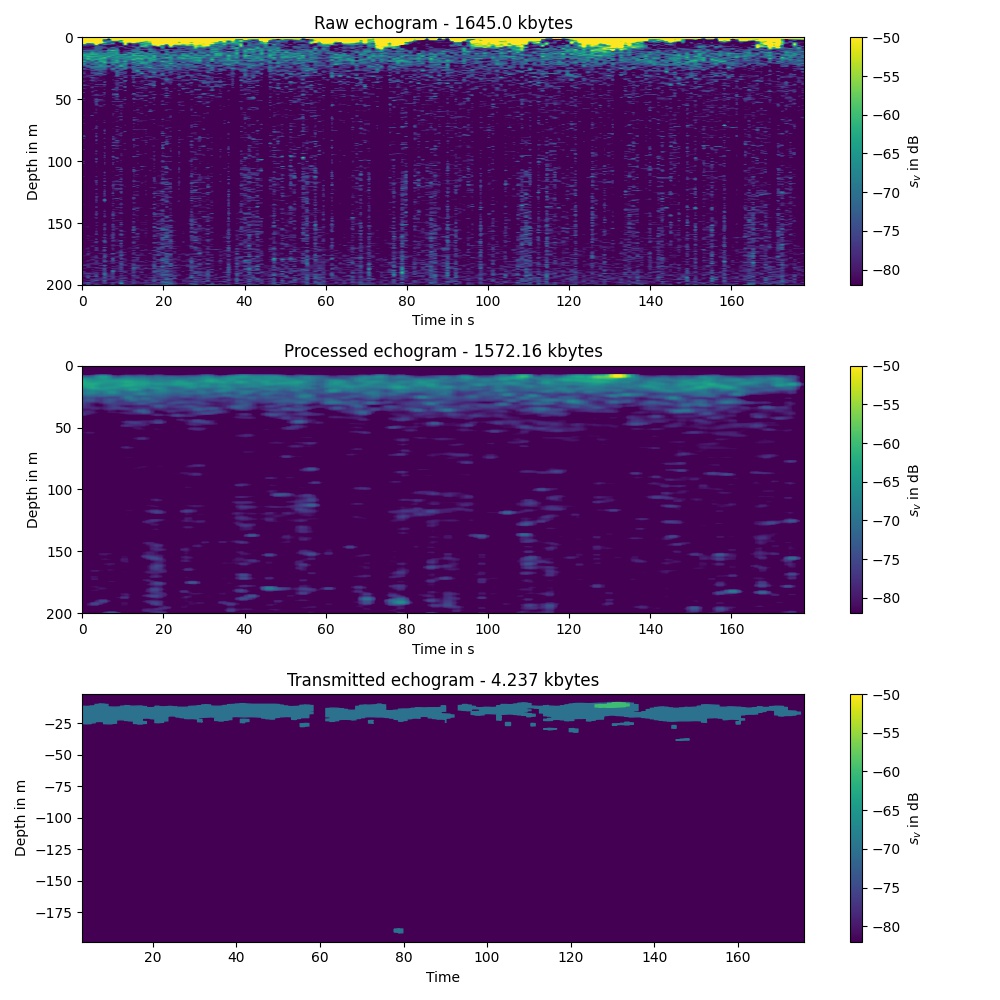 Raw echogram - 1645.0 kbytes
0
50
100
150
200
Depth in m
0 20 40 60 80 100 120 140 160
Time in s
−50
−55
−60
−65
−70
−75
−80
sᵥ in dB
Processed echogram - 1572.16 kbytes
0
50
100
150
200
Depth in m
0 20 40 60 80 100 120 140 160
Time in s
−50
−55
−60
−65
−70
−75
−80
sᵥ in dB
Transmitted echogram - 4.237 kbytes
−25
−50
−75
−100
−125
−150
−175
Depth in m
20 40 60 80 100 120 140 160
Time
−50
−55
−60
−65
−70
−75
−80
sᵥ in dB